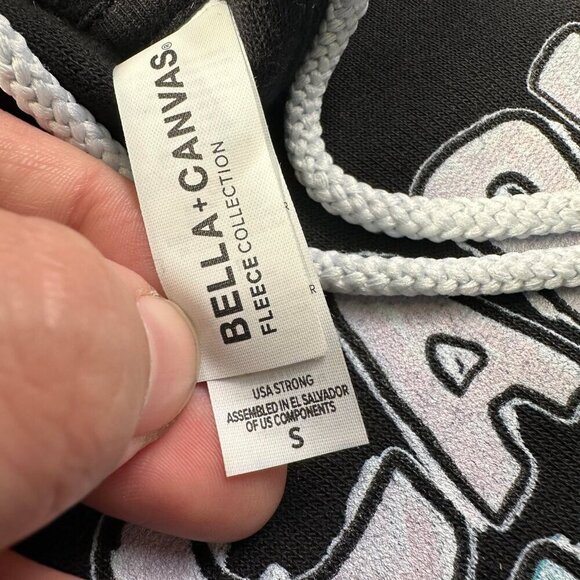 BELLA+CANVAS®
FLEECE COLLECTION
USA STRONG
ASSEMBLED IN EL SALVADOR
OF US COMPONENTS
S